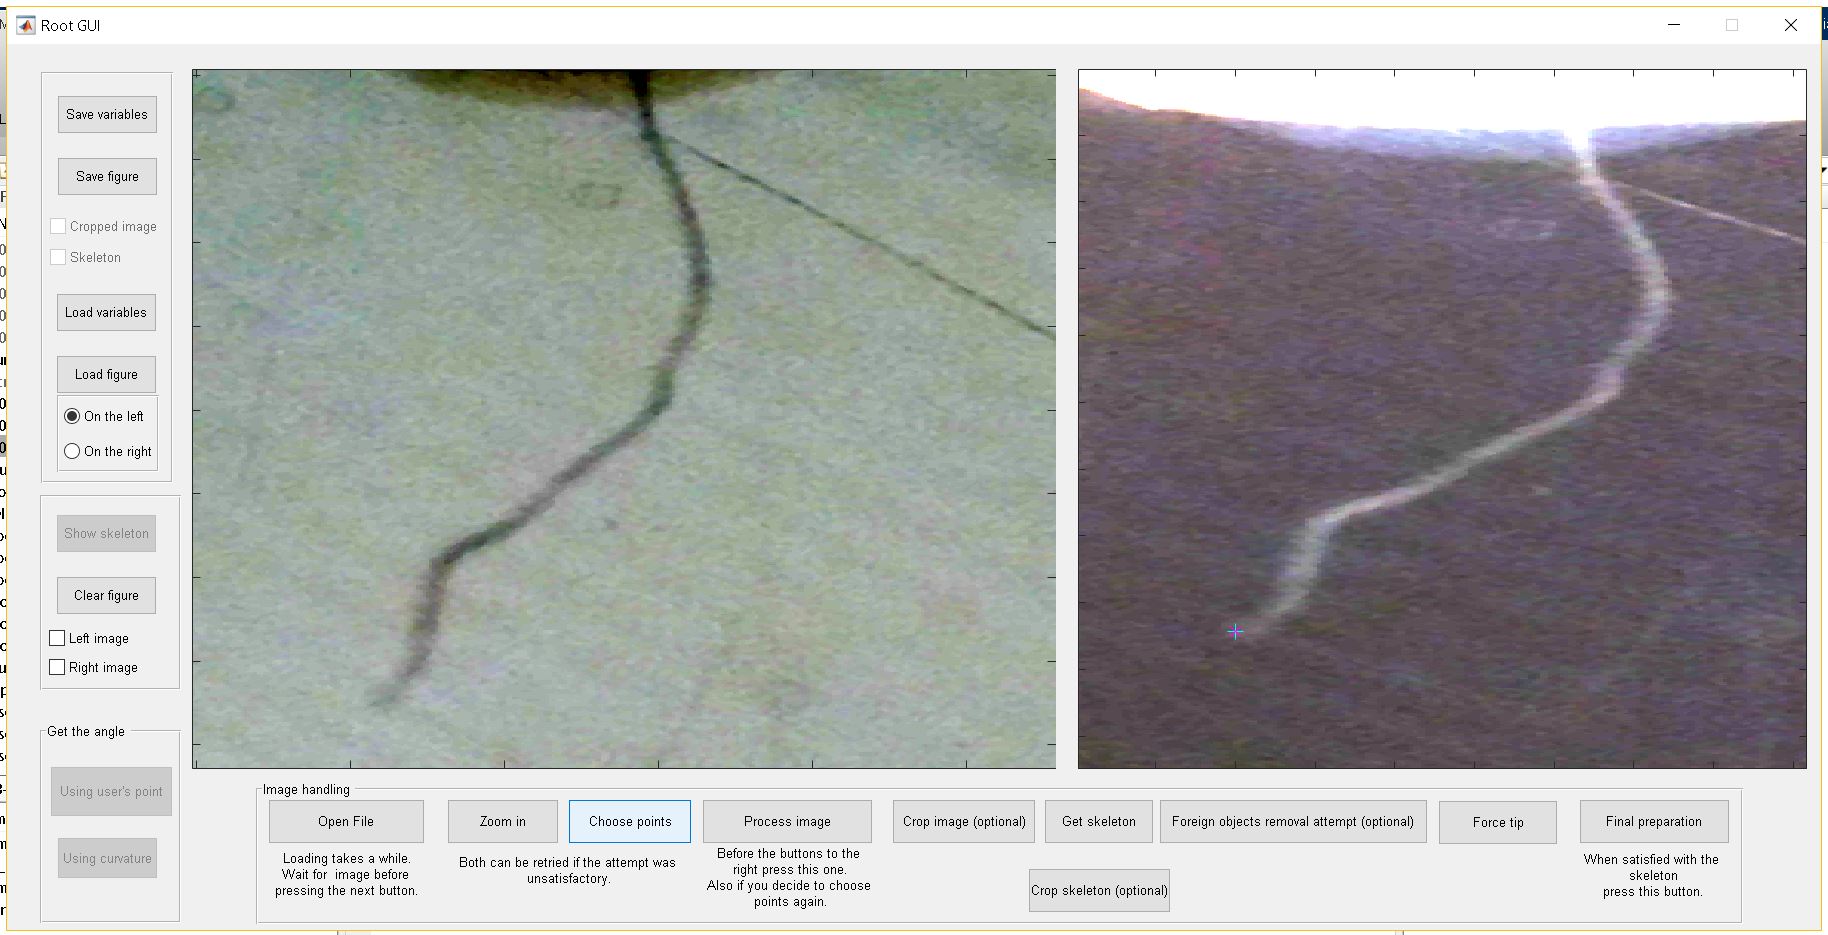 Root GUI
Save variables
Save figure
Cropped image
Skeleton
Load variables
Load figure
On the left
On the right
Show skeleton
Clear figure
Left image
Right image
Get the angle
Using user's point
Using curvature
Image handling
Open File
Zoom in
Choose points
Process image
Crop image (optional)
Get skeleton
Foreign objects removal attempt (optional)
Force tip
Final preparation
Loading takes a while.
Wait for image before
pressing the next button.
Both can be retried if the attempt was
unsatisfactory.
Before the buttons to the
right press this one.
Also if you decide to choose
points again.
Crop skeleton (optional)
When satisfied with the
skeleton
press this button.